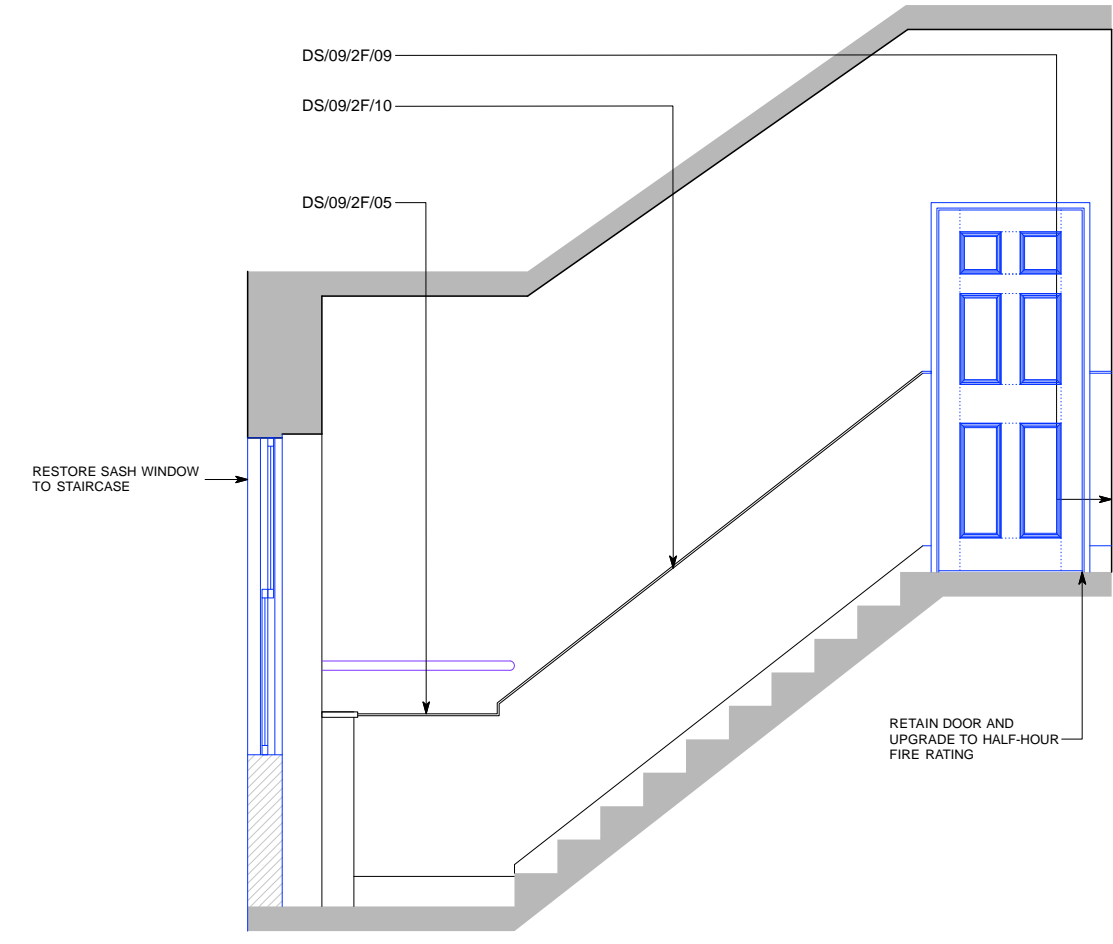 DS/09/2F/09
DS/09/2F/10
DS/09/2F/05
RESTORE SASH WINDOW
TO STAIRCASE
RETAIN DOOR AND
UPGRADE TO HALF-HOUR
FIRE RATING